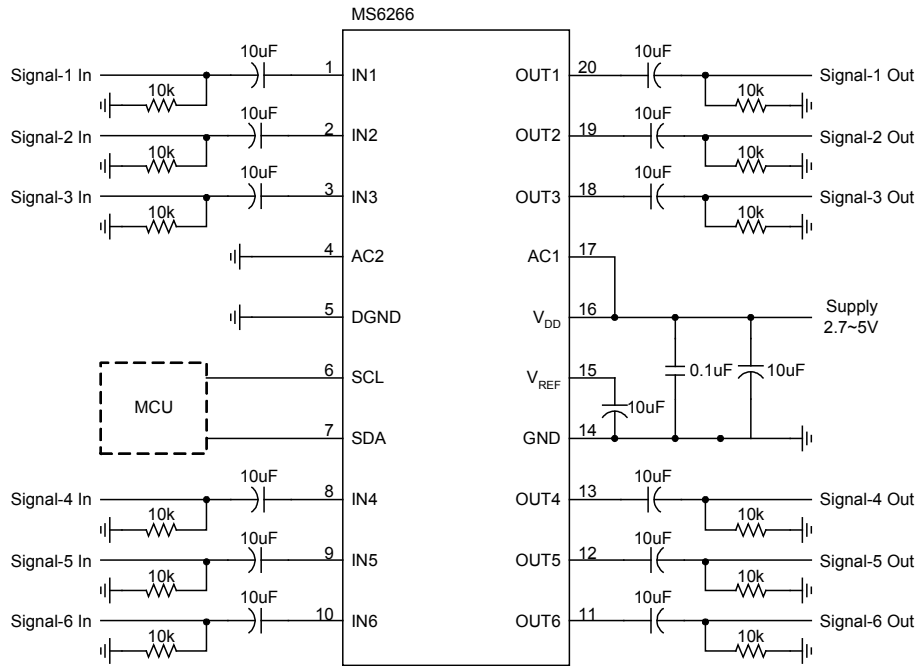 MS6266
10uF
10uF
Signal-1 In
1
IN1
OUT1
20
Signal-1 Out
10k
10k
10uF
10uF
Signal-2 In
2
IN2
OUT2
19
Signal-2 Out
10k
10k
10uF
10uF
Signal-3 In
3
IN3
OUT3
18
Signal-3 Out
10k
10k
4
AC2
AC1
17
5
DGND
VDD
16
Supply
2.7~5V
6
SCL
VREF
15
0.1uF
10uF
MCU
10uF
7
SDA
GND
14
10uF
10uF
Signal-4 In
8
IN4
OUT4
13
Signal-4 Out
10k
10k
10uF
10uF
Signal-5 In
9
IN5
OUT5
12
Signal-5 Out
10k
10k
10uF
10uF
Signal-6 In
10
IN6
OUT6
11
Signal-6 Out
10k
10k